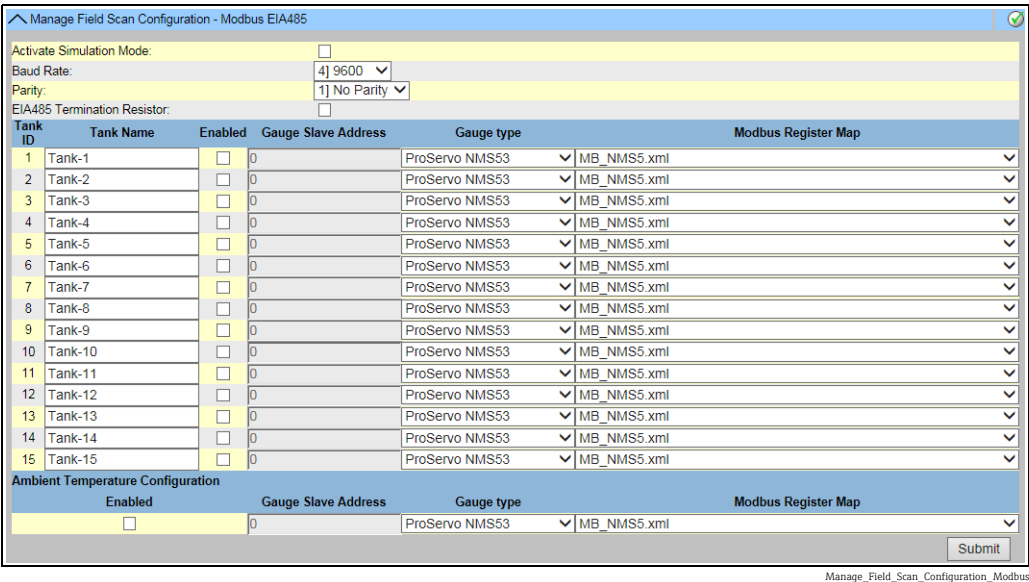 Manage Field Scan Configuration - Modbus EIA485
Activate Simulation Mode:
Baud Rate: 4] 9600
Parity: 1] No Parity
EIA485 Termination Resistor:
Tank ID Tank Name Enabled Gauge Slave Address Gauge type Modbus Register Map
1 Tank-1 0 ProServo NMS53 MB_NMS5.xml
2 Tank-2 0 ProServo NMS53 MB_NMS5.xml
3 Tank-3 0 ProServo NMS53 MB_NMS5.xml
4 Tank-4 0 ProServo NMS53 MB_NMS5.xml
5 Tank-5 0 ProServo NMS53 MB_NMS5.xml
6 Tank-6 0 ProServo NMS53 MB_NMS5.xml
7 Tank-7 0 ProServo NMS53 MB_NMS5.xml
8 Tank-8 0 ProServo NMS53 MB_NMS5.xml
9 Tank-9 0 ProServo NMS53 MB_NMS5.xml
10 Tank-10 0 ProServo NMS53 MB_NMS5.xml
11 Tank-11 0 ProServo NMS53 MB_NMS5.xml
12 Tank-12 0 ProServo NMS53 MB_NMS5.xml
13 Tank-13 0 ProServo NMS53 MB_NMS5.xml
14 Tank-14 0 ProServo NMS53 MB_NMS5.xml
15 Tank-15 0 ProServo NMS53 MB_NMS5.xml
Ambient Temperature Configuration
Enabled Gauge Slave Address Gauge type Modbus Register Map
0 ProServo NMS53 MB_NMS5.xml
Submit
Manage_Field_Scan_Configuration_Modbus